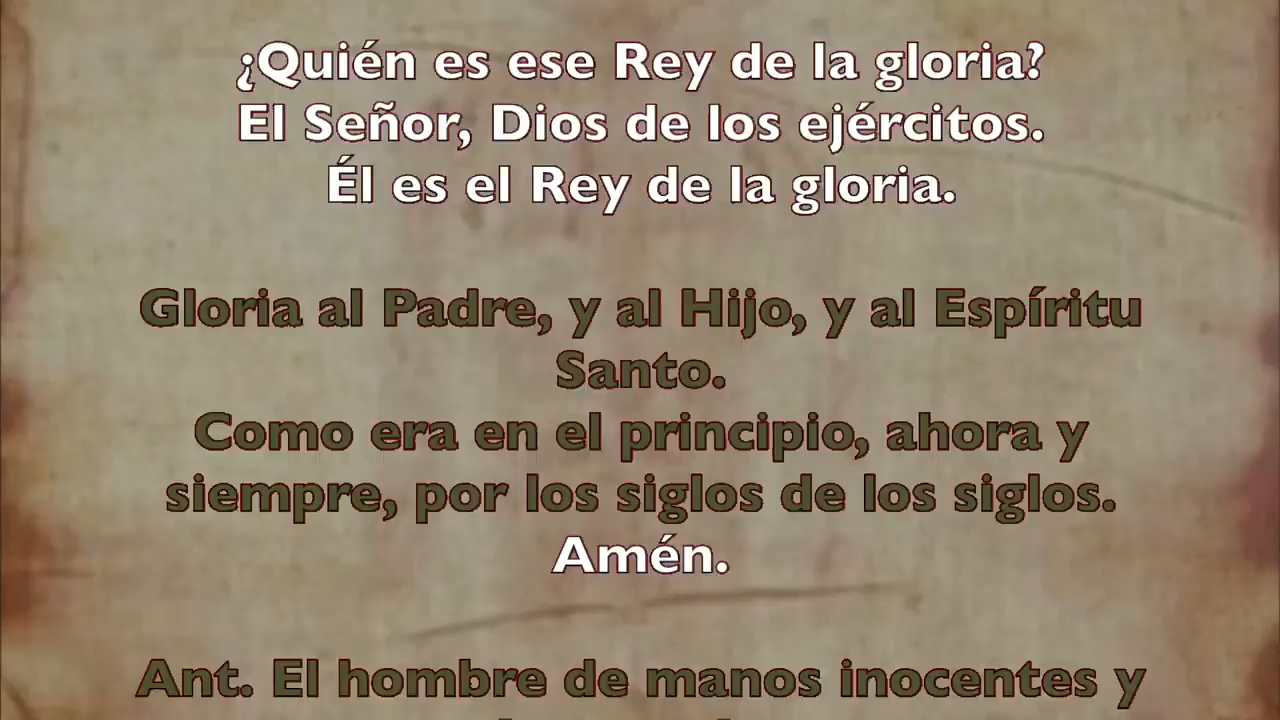 ¿Quién es ese Rey de la gloria?
El Señor, Dios de los ejércitos.
Él es el Rey de la gloria.
Gloria al Padre, y al Hijo, y al Espíritu
Santo.
Como era en el principio, ahora y
siempre, por los siglos de los siglos.
Amén.
Ant. El hombre de manos inocentes y